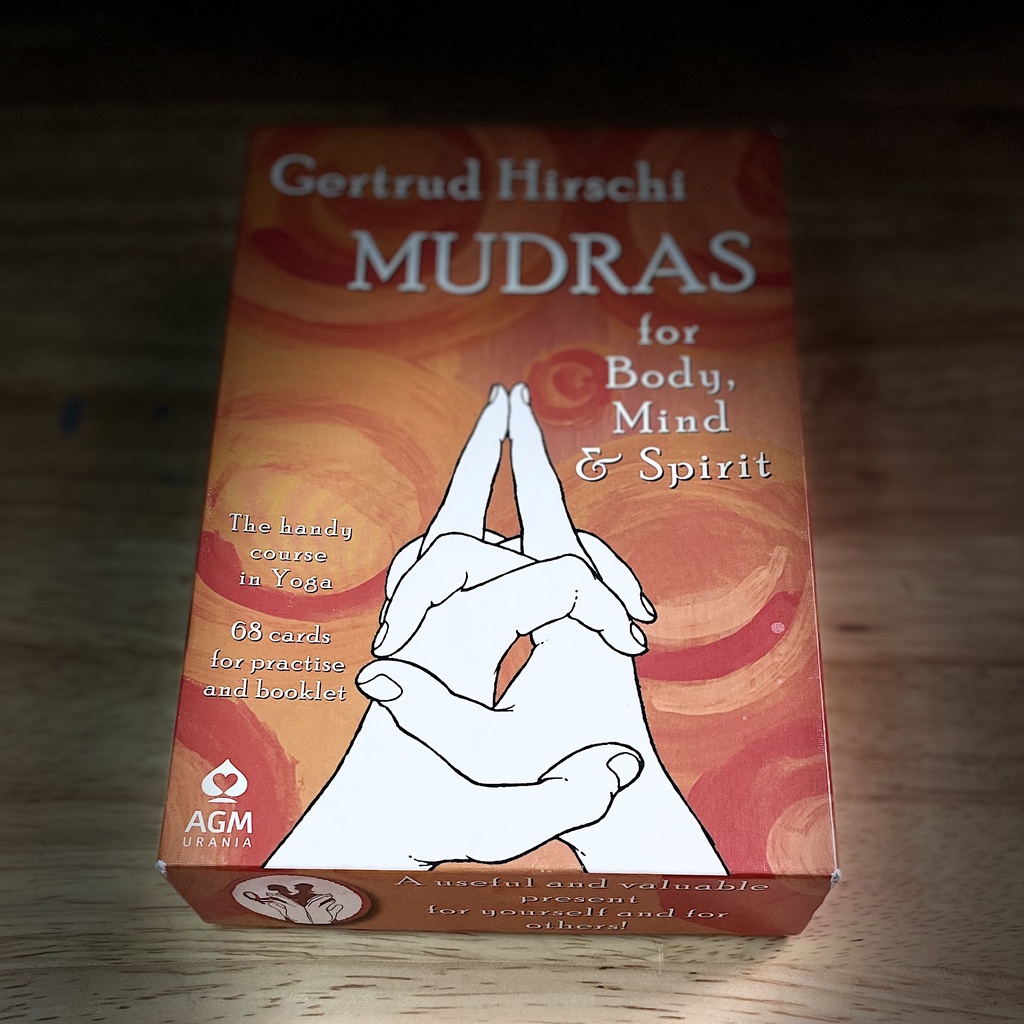 Gertrud Hirschi
MUDRAS
for
Body,
Mind
& Spirit
The handy
course
in Yoga
68 cards
for practise
and booklet
AGM
URANIA
A useful and valuable
present
for yourself and for
others!